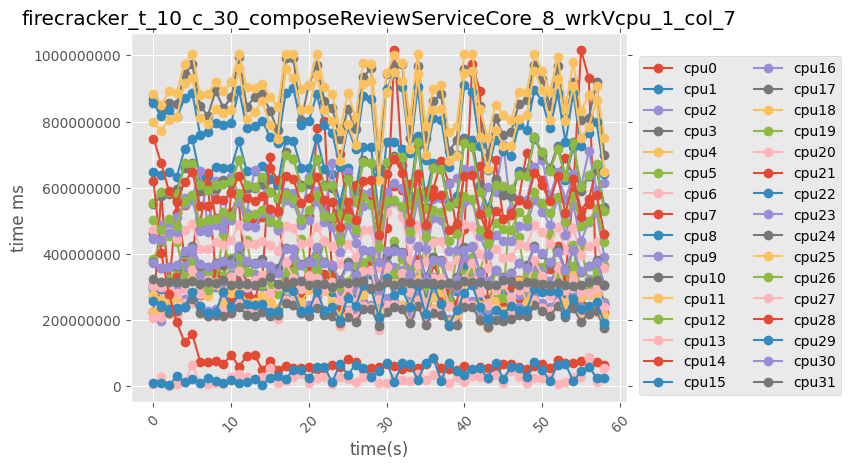 firecracker_t_10_c_30_composeReviewServiceCore_8_wrkVcpu_1_col_7
time ms
1000000000
800000000
600000000
400000000
200000000
0
0 10 20 30 40 50 60
time(s)
cpu0 cpu16
cpu1 cpu17
cpu2 cpu18
cpu3 cpu19
cpu4 cpu20
cpu5 cpu21
cpu6 cpu22
cpu7 cpu23
cpu8 cpu24
cpu9 cpu25
cpu10 cpu26
cpu11 cpu27
cpu12 cpu28
cpu13 cpu29
cpu14 cpu30
cpu15 cpu31